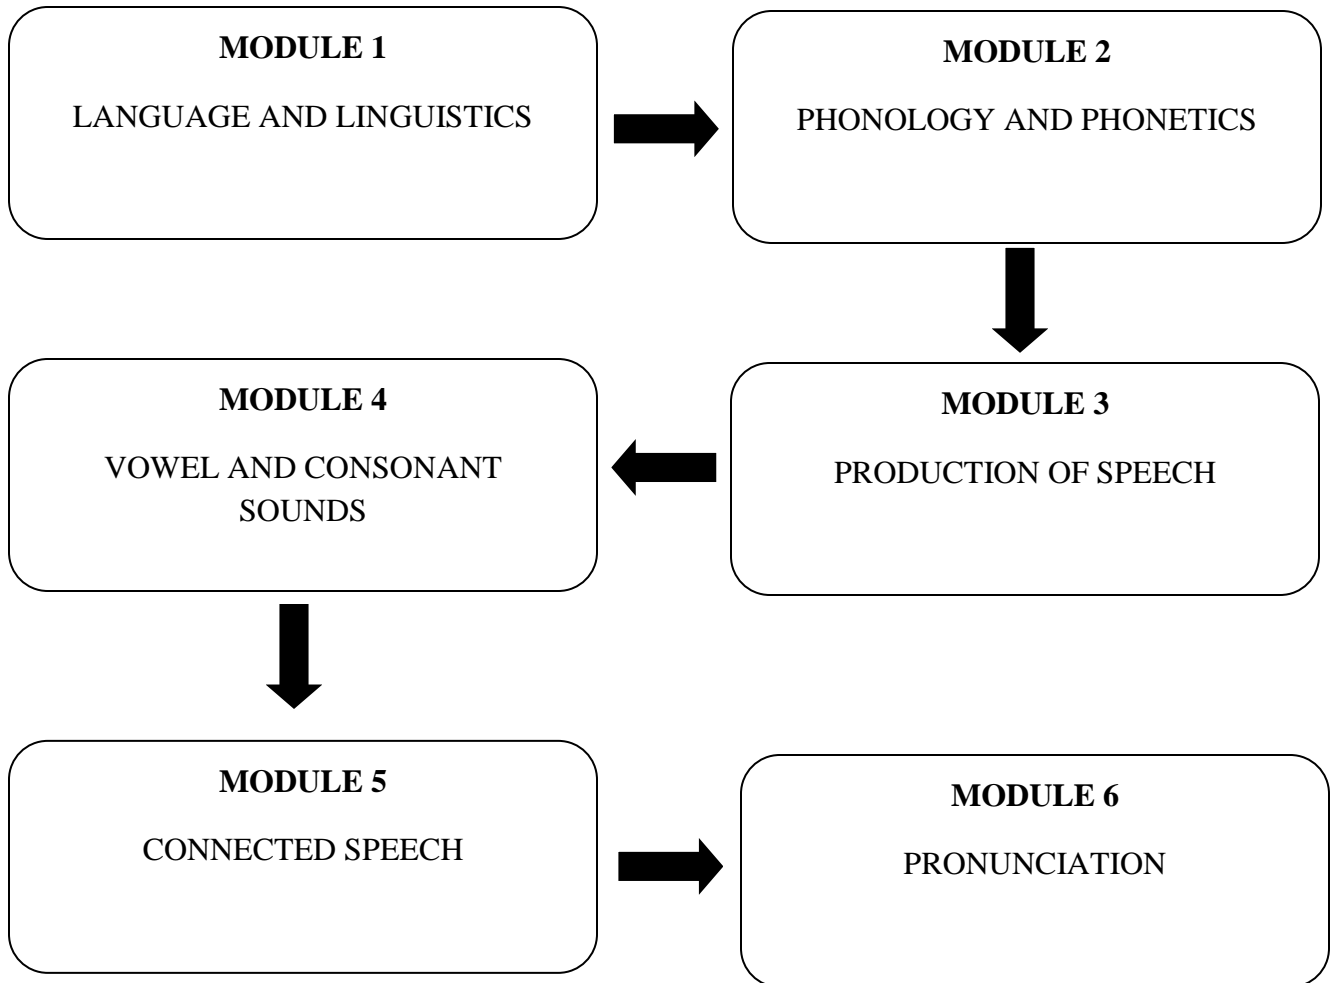 MODULE 1
LANGUAGE AND LINGUISTICS
MODULE 2
PHONOLOGY AND PHONETICS
MODULE 3
PRODUCTION OF SPEECH
MODULE 4
VOWEL AND CONSONANT
SOUNDS
MODULE 5
CONNECTED SPEECH
MODULE 6
PRONUNCIATION